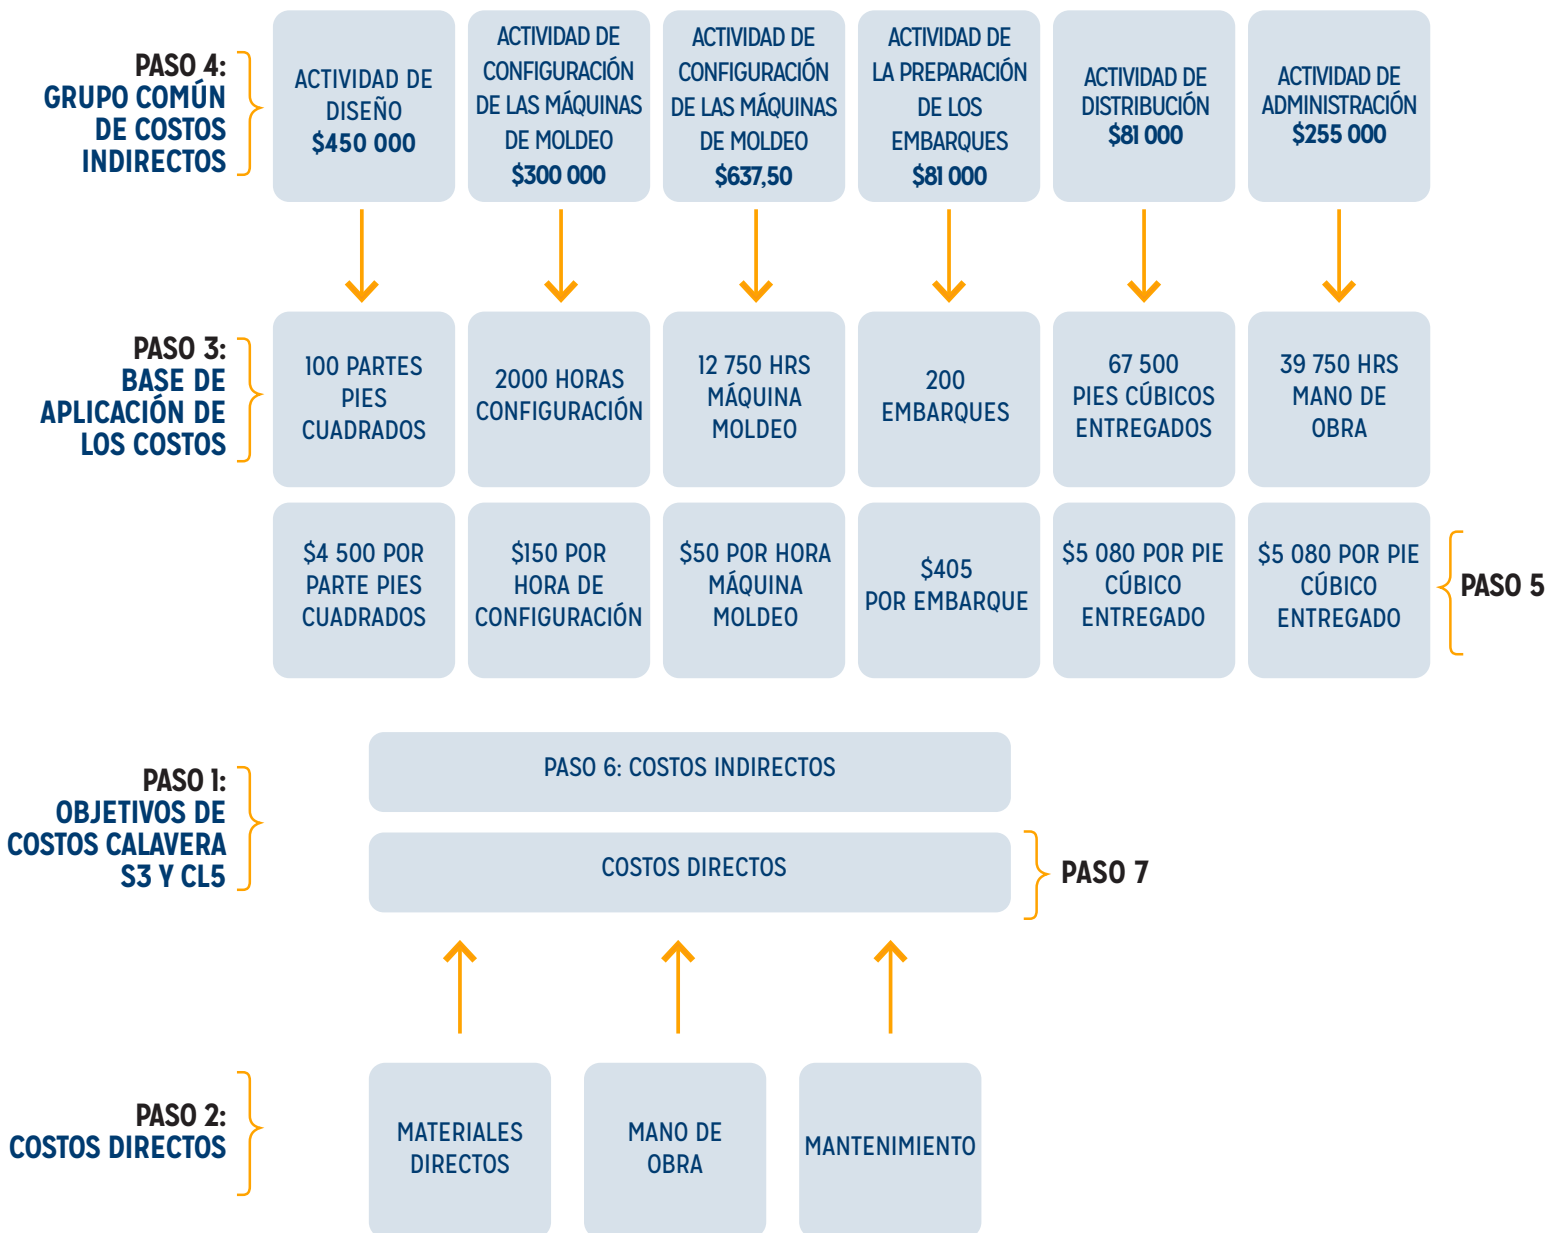 PASO 4:
GRUPO COMÚN
DE COSTOS
INDIRECTOS
ACTIVIDAD DE
DISEÑO
$450 000
ACTIVIDAD DE
CONFIGURACIÓN
DE LAS MÁQUINAS
DE MOLDEO
$300 000
ACTIVIDAD DE
CONFIGURACIÓN
DE LAS MÁQUINAS
DE MOLDEO
$637,50
ACTIVIDAD DE
LA PREPARACIÓN
DE LOS
EMBARQUES
$81 000
ACTIVIDAD DE
DISTRIBUCIÓN
$81 000
ACTIVIDAD DE
ADMINISTRACIÓN
$255 000
PASO 3:
BASE DE
APLICACIÓN DE
LOS COSTOS
100 PARTES
PIES
CUADRADOS
2000 HORAS
CONFIGURACIÓN
12 750 HRS
MÁQUINA
MOLDEO
200
EMBARQUES
67 500
PIES CÚBICOS
ENTREGADOS
39 750 HRS
MANO DE
OBRA
$4 500 POR
PARTE PIES
CUADRADOS
$150 POR
HORA DE
CONFIGURACIÓN
$50 POR HORA
MÁQUINA
MOLDEO
$405
POR EMBARQUE
$5 080 POR PIE
CÚBICO
ENTREGADO
$5 080 POR PIE
CÚBICO
ENTREGADO
PASO 5
PASO 1:
OBJETIVOS DE
COSTOS CALAVERA
S3 Y CL5
PASO 6: COSTOS INDIRECTOS
COSTOS DIRECTOS
PASO 7
PASO 2:
COSTOS DIRECTOS
MATERIALES
DIRECTOS
MANO DE
OBRA
MANTENIMIENTO